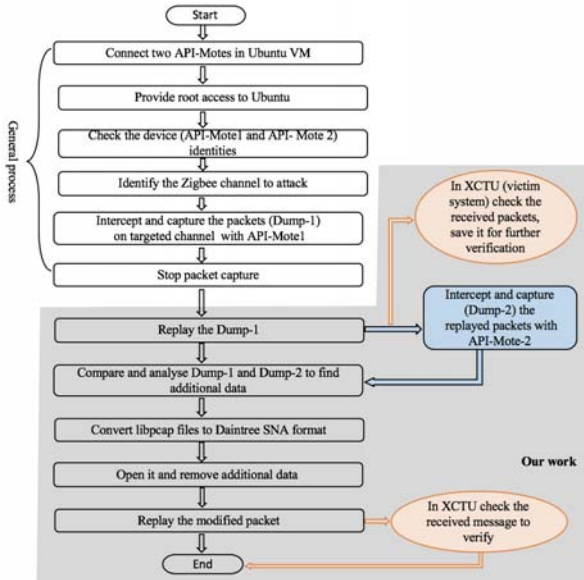 Start
Connect two API-Motes in Ubuntu VM
Provide root access to Ubuntu
Check the device (API-Mote1 and API- Mote 2)
identities
Identify the Zigbee channel to attack
Intercept and capture the packets (Dump-1)
on targeted channel with API-Mote1
Stop packet capture
General process
In XCTU (victim
system) check the
received packets,
save it for further
verification
Replay the Dump-1
Intercept and capture
(Dump-2) the
replayed packets with
API-Mote-2
Compare and analyse Dump-1 and Dump-2 to find
additional data
Convert libpcap files to Daintree SNA format
Our work
Open it and remove additional data
Replay the modified packet
In XCTU check the
received message to
verify
End